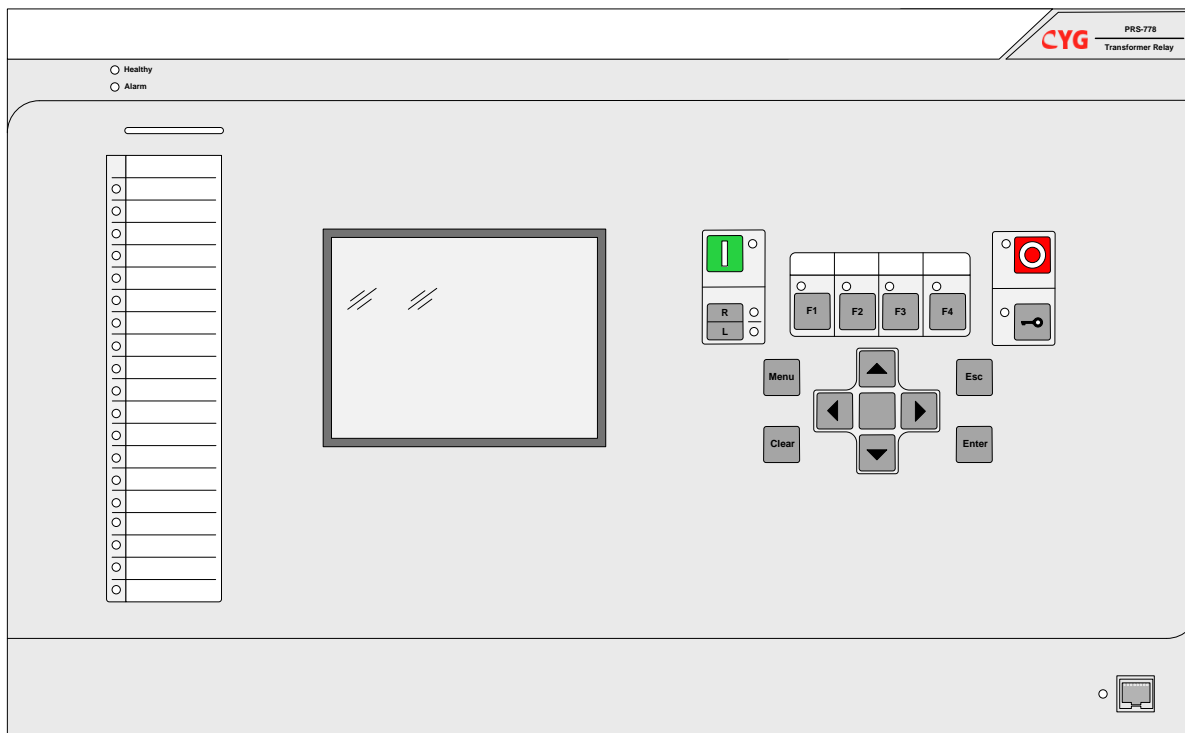 CYG
PRS-778
Transformer Relay
Healthy
Alarm
R
L
F1
F2
F3
F4
Menu
Esc
Clear
Enter